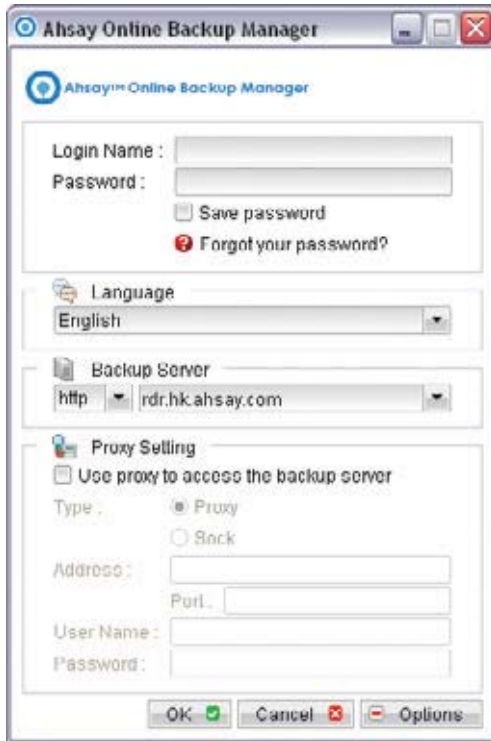 Ahsay Online Backup Manager
Ahsay™ Online Backup Manager
Login Name :
Password :
Save password
Forgot your password?
Language
English
Backup Server
http rdr.hk.ahsay.com
Proxy Setting
Use proxy to access the backup server
Type : Proxy
Sock
Address :
Port :
User Name :
Password :
OK Cancel Options